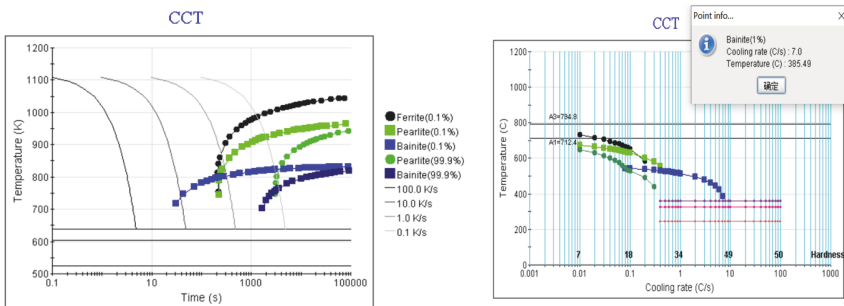 CCT
1200
1100
1000
900
800
700
600
500
Temperature (K)
0.1
10
1000
100000
Time (s)
Ferrite(0.1%)
Pearlite(0.1%)
Bainite(0.1%)
Pearlite(99.9%)
Bainite(99.9%)
100.0 K/s
10.0 K/s
1.0 K/s
0.1 K/s
CCT
Point info...
X
Bainite(1%)
Cooling rate (C/s) : 7.0
Temperature (C) : 385.49
确定
1200
1000
800
600
400
200
0
Temperature (C)
A3=794.8
A1=712.4
7
18
34
49
50
Hardness
0.001
0.01
0.1
1
10
100
1000
Cooling rate (C/s)